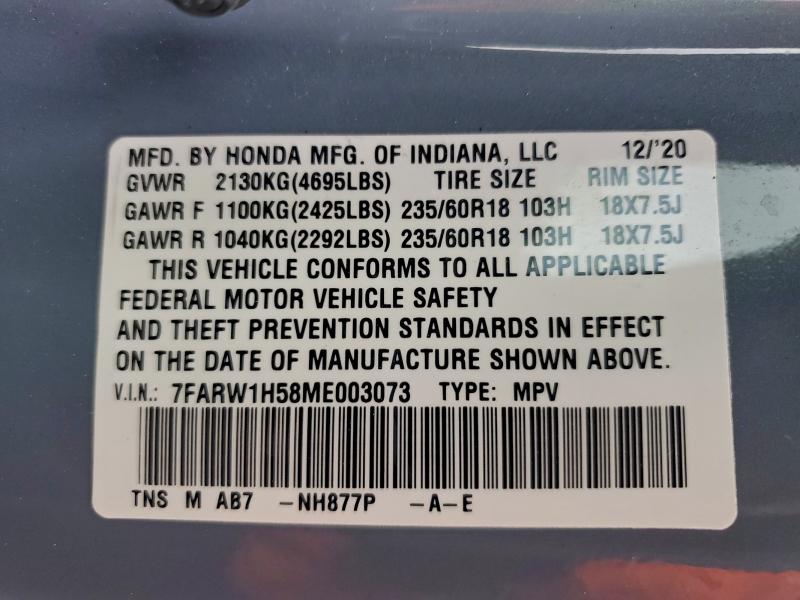 MFD. BY HONDA MFG. OF INDIANA, LLC 12/'20
GVWR 2130KG(4695LBS) TIRE SIZE RIM SIZE
GAWR F 1100KG(2425LBS) 235/60R18 103H 18X7.5J
GAWR R 1040KG(2292LBS) 235/60R18 103H 18X7.5J
THIS VEHICLE CONFORMS TO ALL APPLICABLE
FEDERAL MOTOR VEHICLE SAFETY
AND THEFT PREVENTION STANDARDS IN EFFECT
ON THE DATE OF MANUFACTURE SHOWN ABOVE.
V.I.N.: 7FARW1H58ME003073 TYPE: MPV
TNS M AB7 -NH877P -A-E